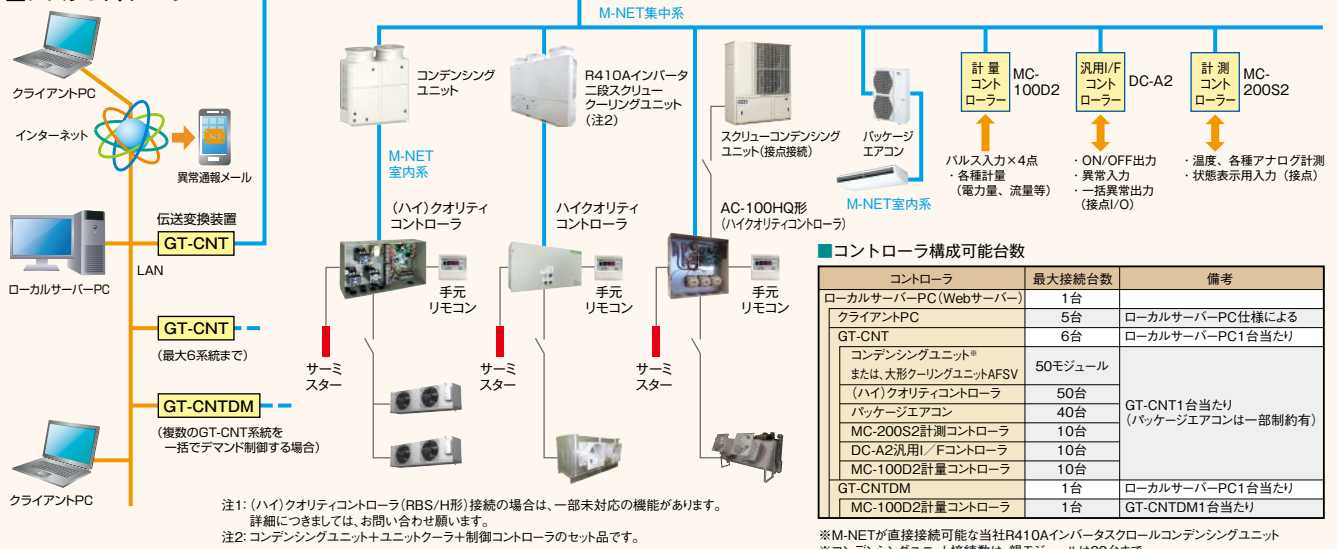 M-NET集中系
クライアントPC
インターネット
異常通報メール
ローカルサーバーPC
伝送変換装置
GT-CNT
LAN
GT-CNT
(最大6系統まで)
GT-CNTDM
(複数のGT-CNT系統を
一括でデマンド制御する場合)
クライアントPC
コンデンシング
ユニット
M-NET
室内系
(ハイ)クオリティ
コントローラ
手元
リモコン
サーミ
スター
R410Aインバータ
二段スクリュー
クーリングユニット
(注2)
ハイクオリティ
コントローラ
手元
リモコン
サーミ
スター
スクリューコンデンシング
ユニット(接点接続)
AC-100HQ形
(ハイクオリティコントローラ)
手元
リモコン
サーミ
スター
パッケージ
エアコン
M-NET室内系
計 量
コント
ローラー
MC-
100D2
パルス入力×4点
・各種計量
(電力量、流量等)
汎用I/F
コント
ローラー
DC-A2
・ON/OFF出力
・異常入力
・一括異常出力
(接点I/O)
計 測
コント
ローラー
MC-
200S2
・温度、各種アナログ計測
・状態表示用入力(接点)
■コントローラ構成可能台数
コントローラ 最大接続台数 備考
ローカルサーバーPC(Webサーバー) 1台
クライアントPC 5台 ローカルサーバーPC仕様による
GT-CNT 6台 ローカルサーバーPC1台当たり
コンデンシングユニット※
または、大形クーリングユニットAFSV 50モジュール
(ハイ)クオリティコントローラ 50台
パッケージエアコン 40台
MC-200S2計測コントローラ 10台
DC-A2汎用I/Fコントローラ 10台
MC-100D2計量コントローラ 10台
GT-CNT1台当たり
(パッケージエアコンは一部制約有)
GT-CNTDM 1台 ローカルサーバーPC1台当たり
MC-100D2計量コントローラ 1台 GT-CNTDM1台当たり
※M-NETが直接接続可能な当社R410Aインバータスクロールコンデンシングユニット
注1:(ハイ)クオリティコントローラ(RBS/H形)接続の場合は、一部未対応の機能があります。
詳細につきましては、お問い合わせ願います。
注2:コンデンシングユニット+ユニットクーラ+制御コントローラのセット品です。